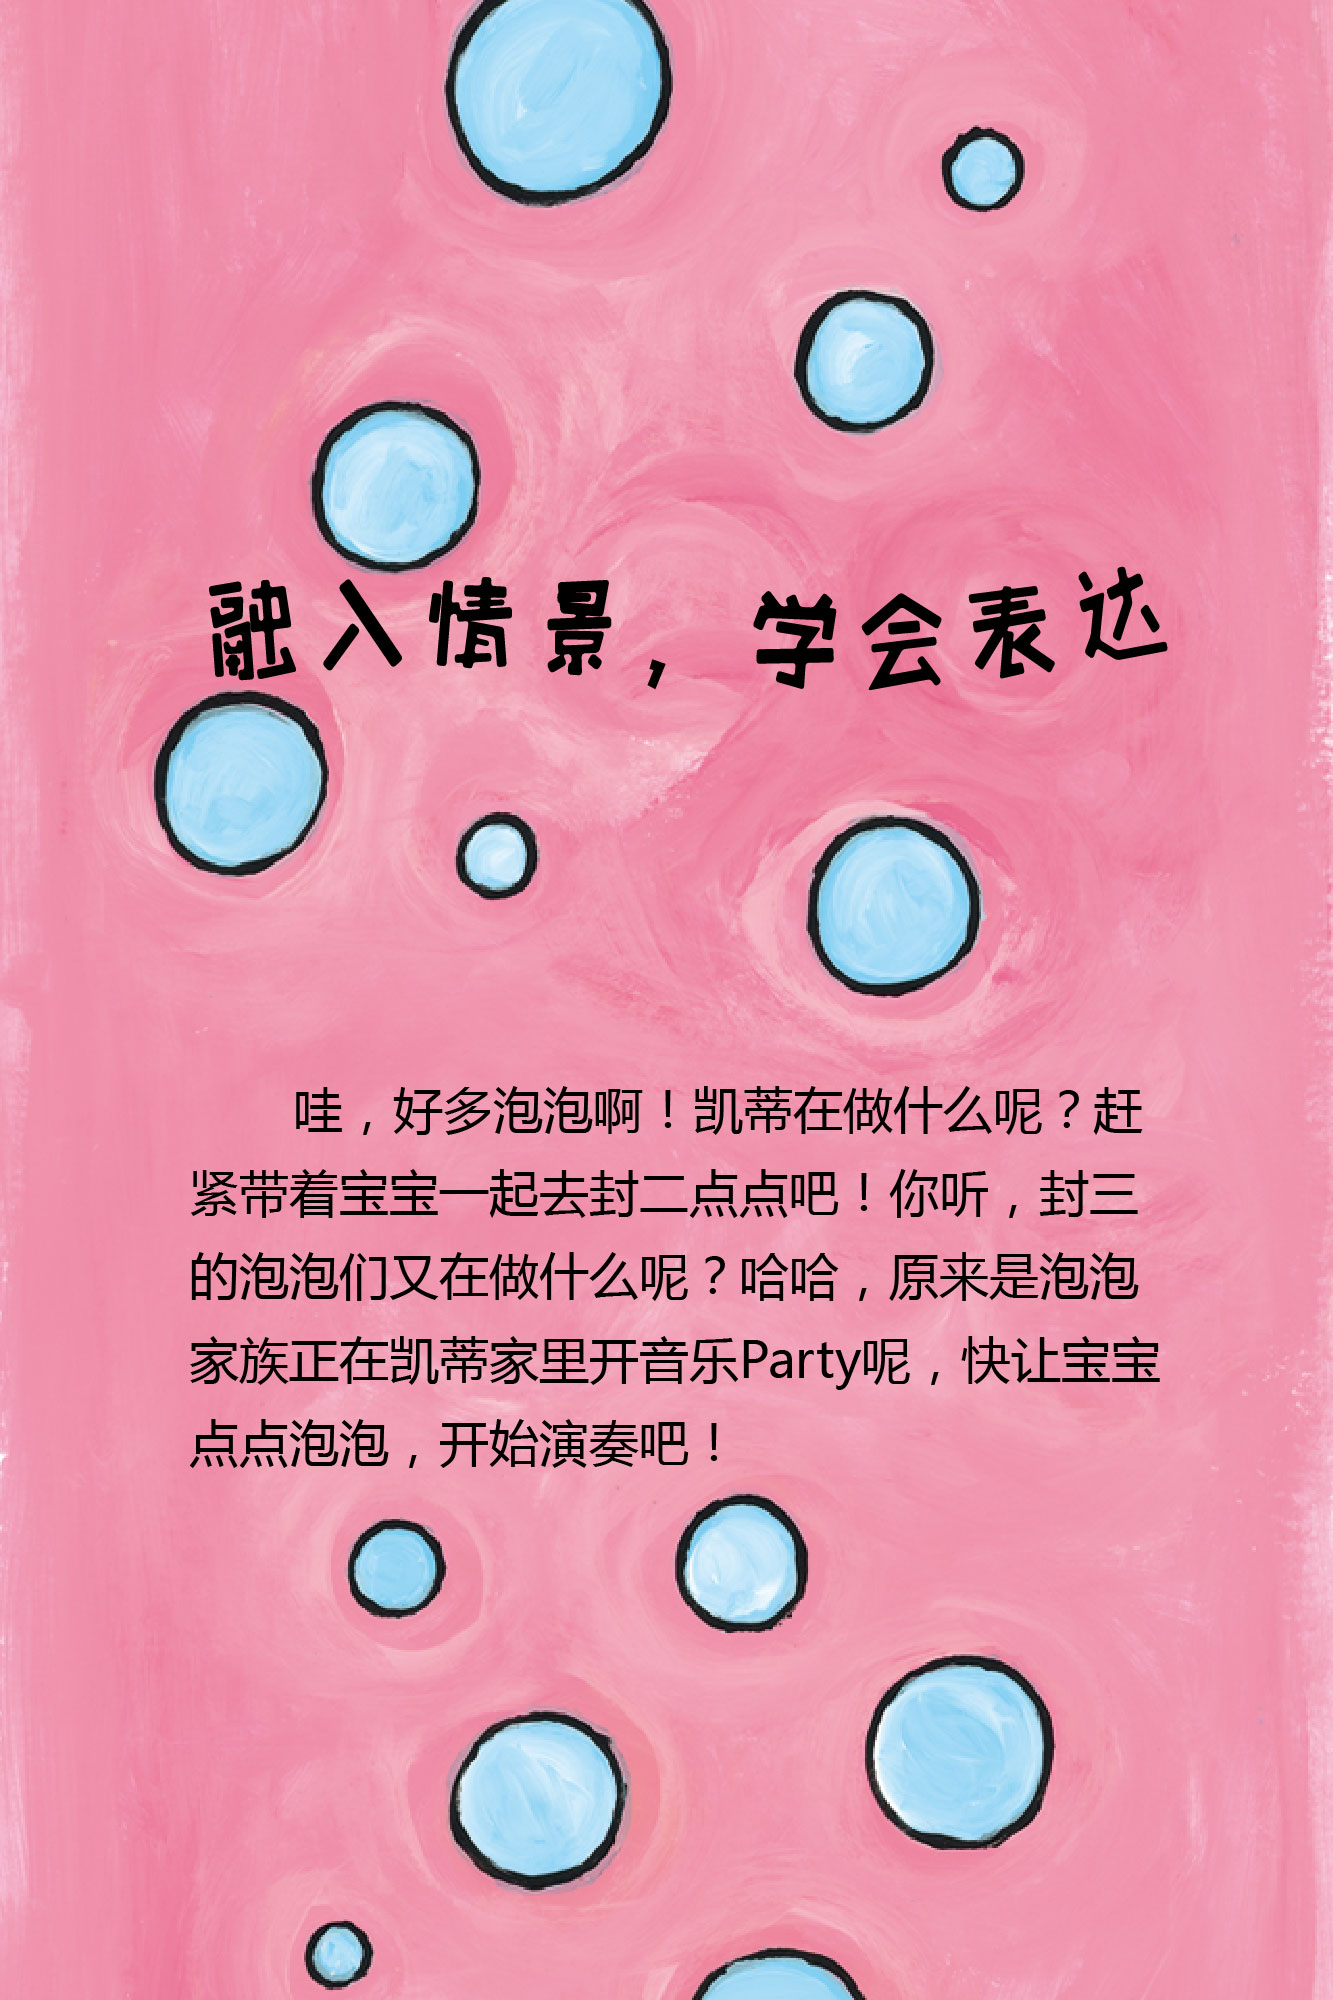 融入情景，学会表达
哇，好多泡泡啊！凯蒂在做什么呢？赶
紧带着宝宝一起去封二点点吧！你听，封三
的泡泡们又在做什么呢？哈哈，原来是泡泡
家族正在凯蒂家里开音乐Party呢，快让宝宝
点点泡泡，开始演奏吧！